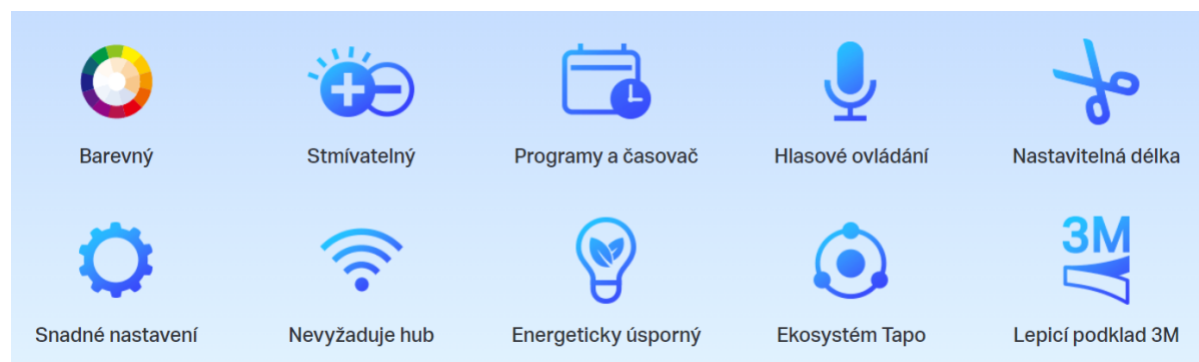 Barevný
Stmívatelný
Programy a časovač
Hlasové ovládání
Nastavitelná délka
3M
Snadné nastavení
Nevyžaduje hub
Energeticky úsporný
Ekosystém Tapo
Lepicí podklad 3M